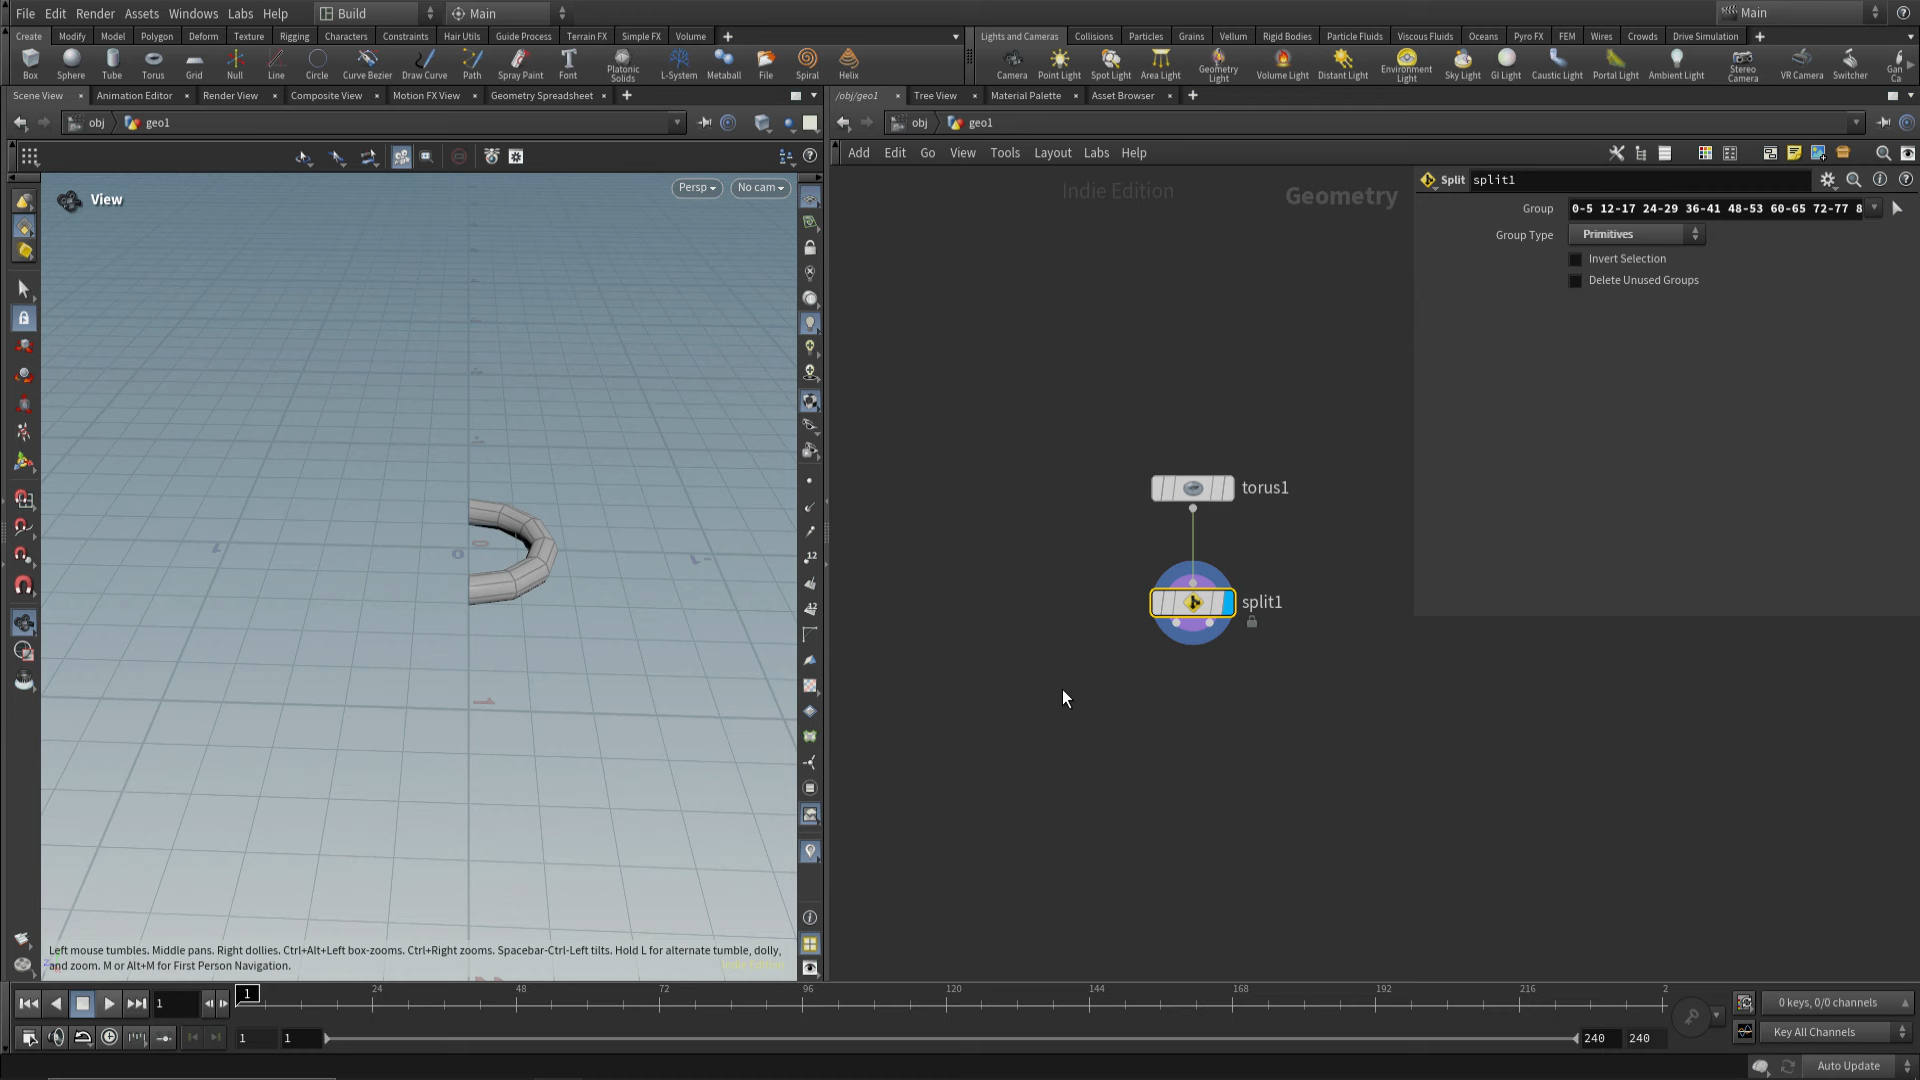 File Edit Render Assets Windows Labs Help Build Main Main
Create Modify Model Polygon Deform Texture Rigging Characters Constraints Hair Utils Guide Process Terrain FX Simple FX Volume
Lights and Cameras Collisions Particles Grains Vellum Rigid Bodies Particle Fluids Viscous Fluids Oceans Pyro FX FEM Wires Crowds Drive Simulation
Box Sphere Tube Torus Grid Null Line Circle Curve Bezier Draw Curve Path Spray Paint Font Platonic Solids L-System Metaball File Spiral Helix
Camera Point Light Spot Light Area Light Geometry Light Volume Light Distant Light Environment Light Sky Light GI Light Caustic Light Portal Light Ambient Light Stereo Camera VR Camera Switcher Gan Ca
Scene View Animation Editor Render View Composite View Motion FX View Geometry Spreadsheet
/obj/geo1 Tree View Material Palette Asset Browser
obj geo1
obj geo1
Add Edit Go View Tools Layout Labs Help
View
Persp
No cam
Indie Edition
Geometry
Split split1
Group 0-5 12-17 24-29 36-41 48-53 60-65 72-77 8
Group Type Primitives
Invert Selection
Delete Unused Groups
torus1
split1
12
12
Left mouse tumbles. Middle pans. Right dollies. Ctrl+Alt+Left box-zooms. Ctrl+Right zooms. Spacebar-Ctrl-Left tilts. Hold L for alternate tumble, dolly,
and zoom. M or Alt+M for First Person Navigation.
Indie Edition
1 1 24 48 72 96 120 144 168 192 216 2
0 keys, 0/0 channels
1 1 240 240
Key All Channels
Auto Update